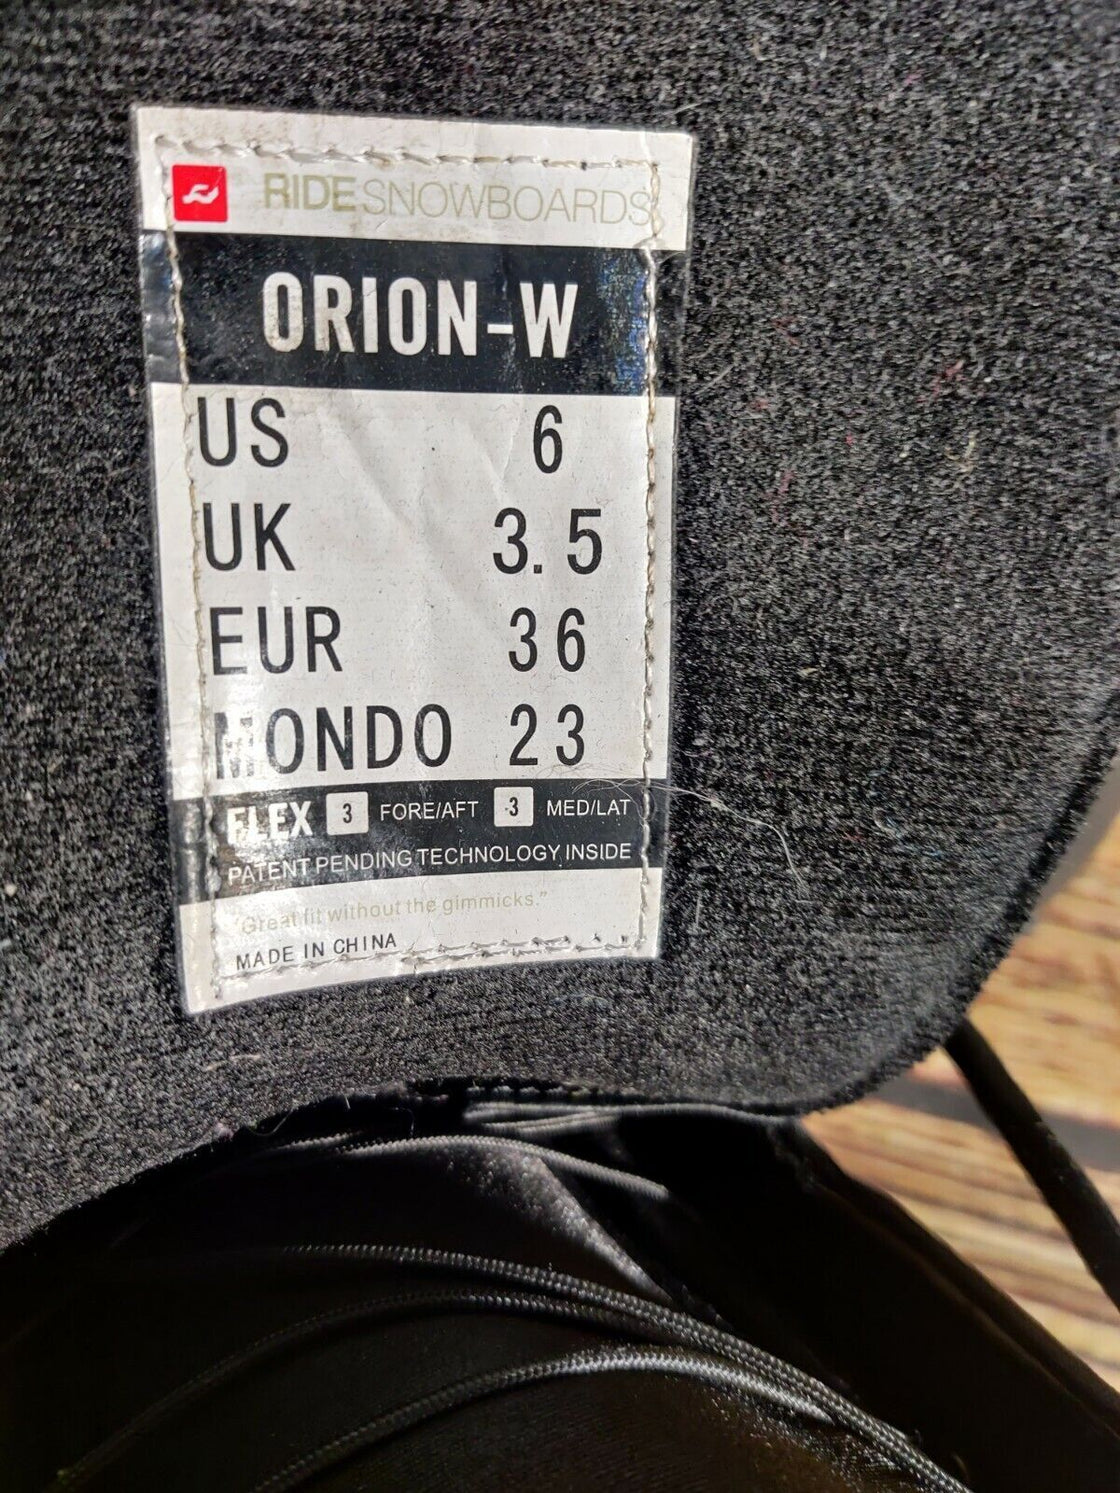 RIDE SNOWBOARDS
ORION-W
US 6
UK 3.5
EUR 36
MONDO 23
FLEX 3 FORE/AFT 3 MED/LAT
PATENT PENDING TECHNOLOGY INSIDE
"Great fit without the gimmicks."
MADE IN CHINA